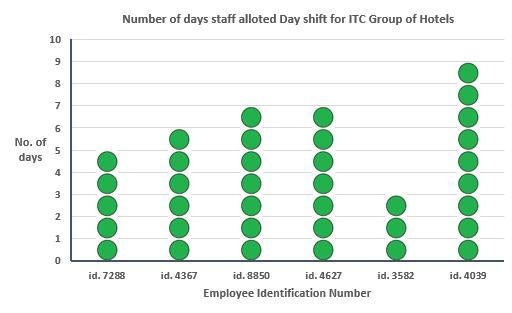 Number of days staff alloted Day shift for ITC Group of Hotels
10
9
8
7
6
5
4
3
2
1
0
No. of
days
id. 7288 id. 4367 id. 8850 id. 4627 id. 3582 id. 4039
Employee Identification Number